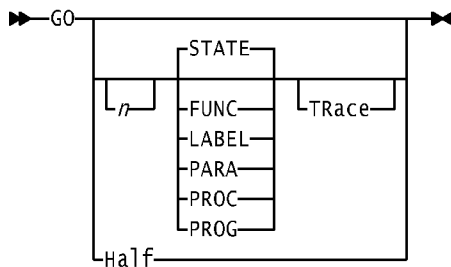 GO
STATE
n
FUNC
TRace
LABEL
PARA
PROC
PROG
Half